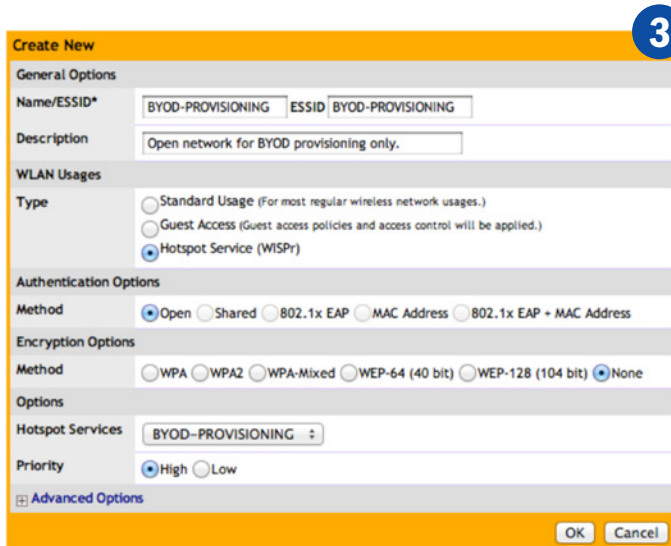 3
Create New
General Options
Name/ESSID* BYOD-PROVISIONING ESSID BYOD-PROVISIONING
Description Open network for BYOD provisioning only.
WLAN Usages
Type Standard Usage (For most regular wireless network usages.)
Guest Access (Guest access policies and access control will be applied.)
Hotspot Service (WISPr)
Authentication Options
Method Open Shared 802.1x EAP MAC Address 802.1x EAP + MAC Address
Encryption Options
Method WPA WPA2 WPA-Mixed WEP-64 (40 bit) WEP-128 (104 bit) None
Options
Hotspot Services BYOD-PROVISIONING
Priority High Low
Advanced Options
OK Cancel